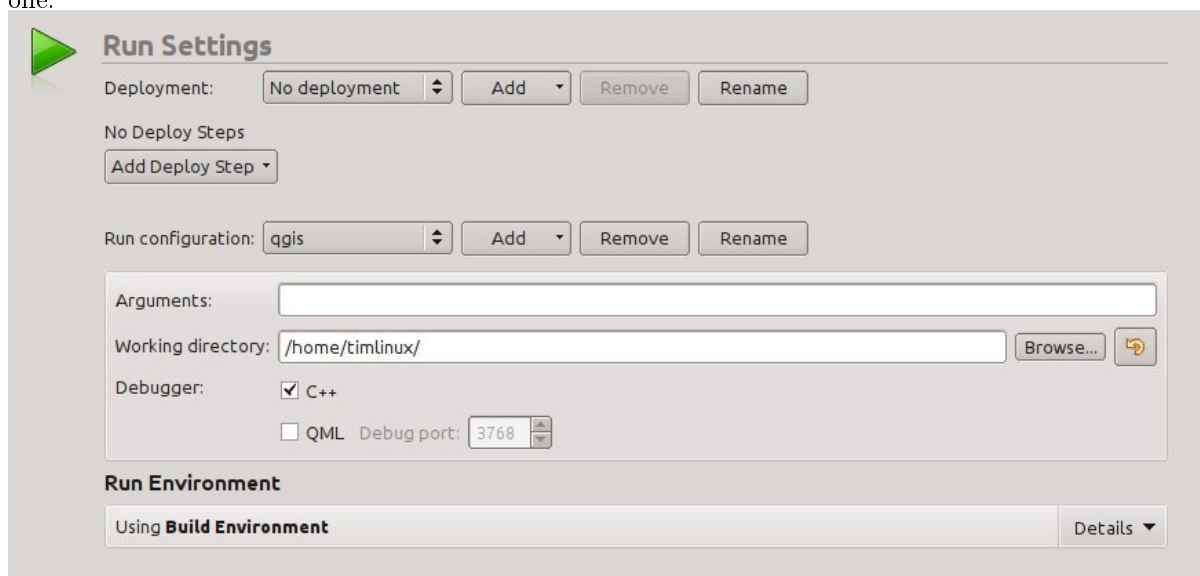 one.
Run Settings
Deployment: No deployment Add Remove Rename
No Deploy Steps
Add Deploy Step
Run configuration: qgis Add Remove Rename
Arguments:
Working directory: /home/timlinux/ Browse...
Debugger: C++
QML Debug port: 3768
Run Environment
Using Build Environment Details